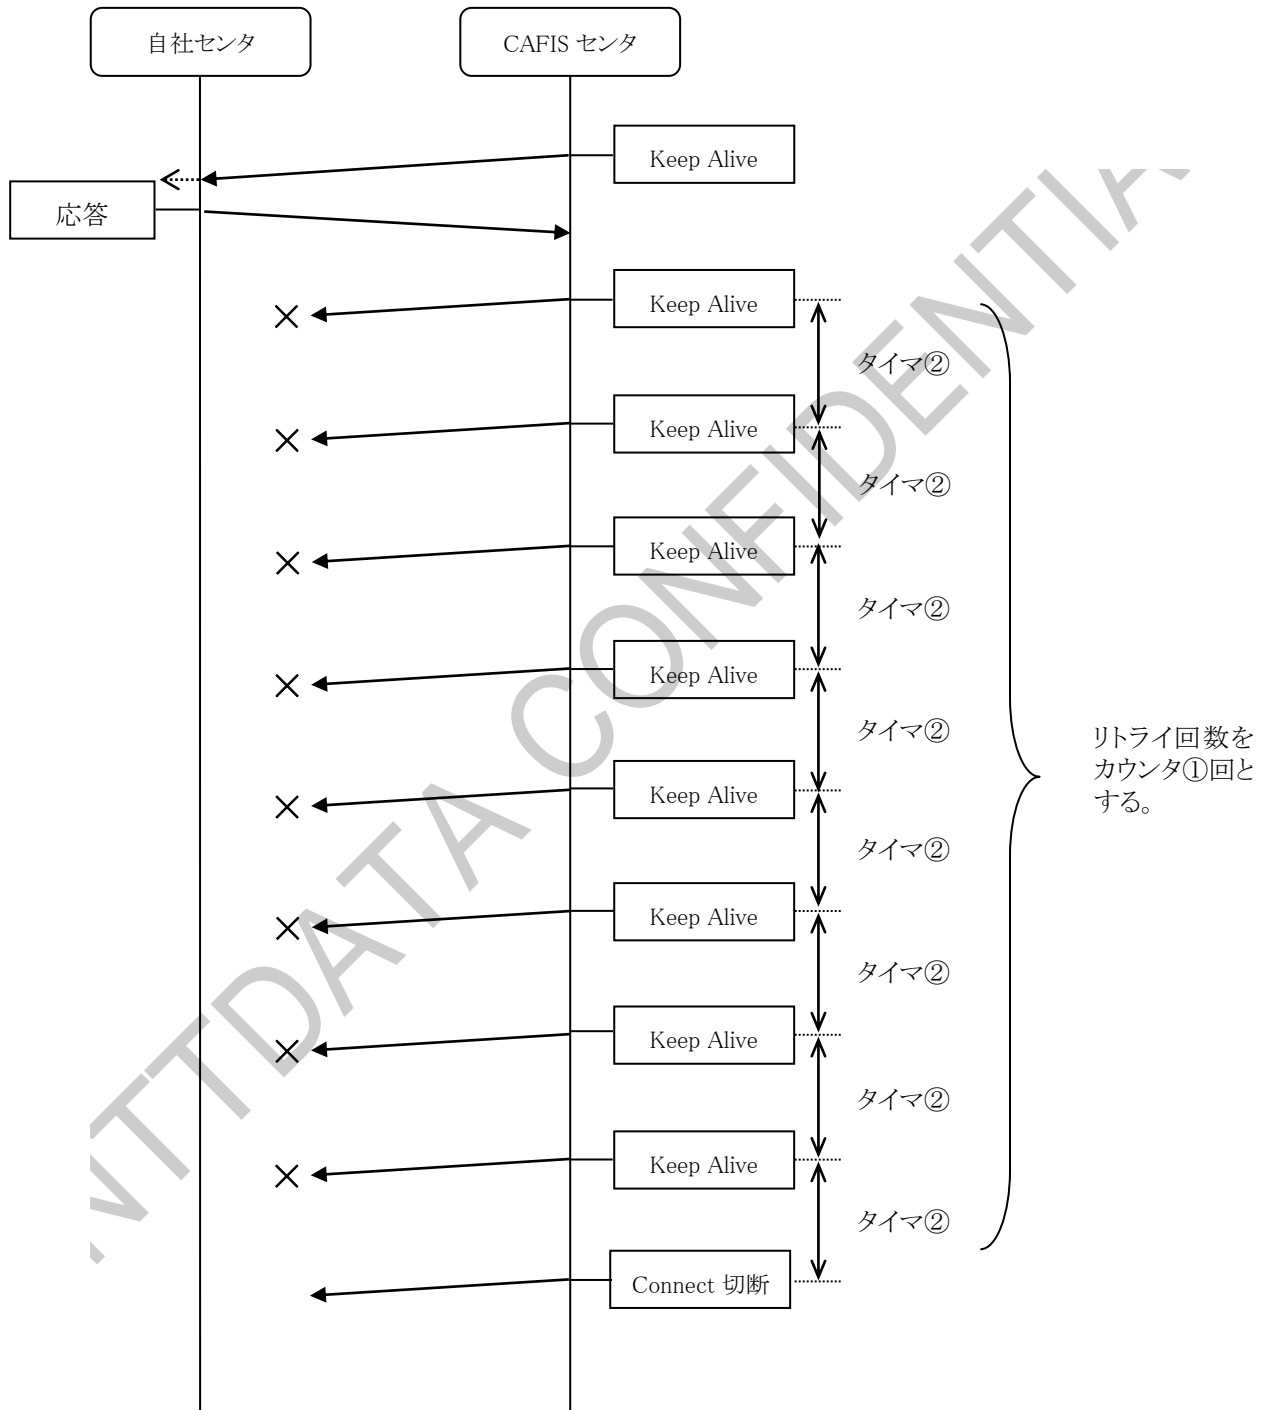 自社センタ
CAFIS センタ
Keep Alive
応答
Keep Alive
タイマ②
Keep Alive
タイマ②
Keep Alive
タイマ②
Keep Alive
タイマ②
リトライ回数を
カウンタ①回と
する。
Keep Alive
タイマ②
Keep Alive
タイマ②
Keep Alive
タイマ②
Keep Alive
タイマ②
Connect 切断
NTTDATA CONFIDENTIA